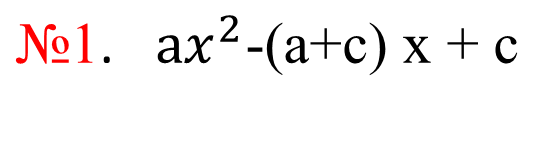 №1. ax²-(a+c) x + c